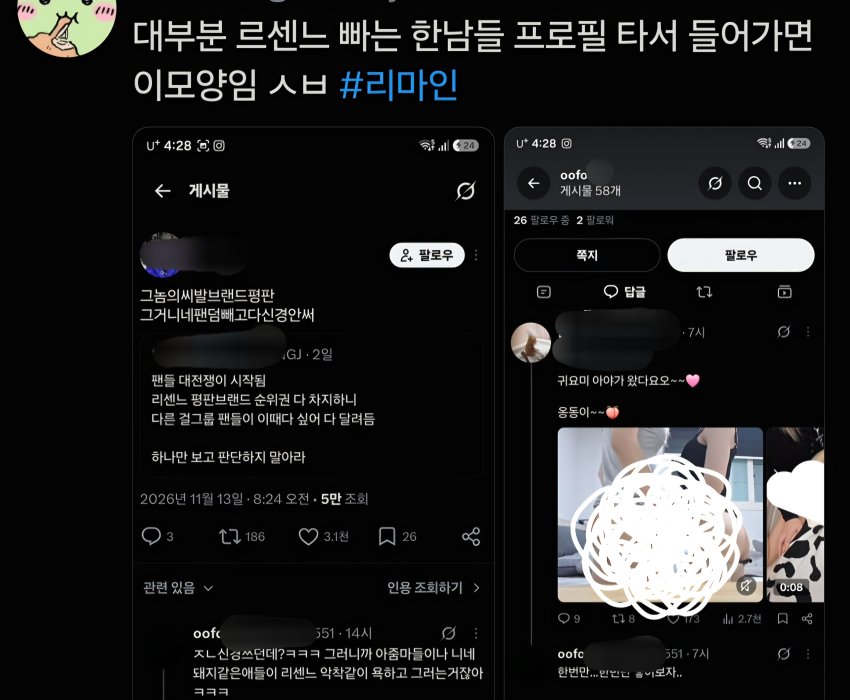 대부분 르센느 빠는 한남들 프로필 타서 들어가면
이모양임 ㅅㅂ #리마인
U+ 4:28
24
게시물
팔로우
그놈의씨발브랜드평판
그거니네팬덤빼고다신경안써
GJ · 2일
팬들 대전쟁이 시작됨
리센느 평판브랜드 순위권 다 차지하니
다른 걸그룹 팬들이 이때다 싶어 다 달려듬
하나만 보고 판단하지 말아라
2026년 11월 13일 · 8:24 오전 · 5만 조회
3
186
3.1천
26
관련 있음
인용 조회하기
oofo
551 · 14시
ㅈㄴ신경쓰던데?ㅋㅋㅋ 그러니까 아줌마들이나 니네
돼지같은애들이 리센느 악착같이 욕하고 그러는거잖아
ㅋㅋㅋ
U+ 4:28
24
oofo
게시물 58개
26 팔로우 중 2 팔로워
쪽지
팔로우
답글
· 7시
귀요미 아야가 왔다요오~~🩷
옹동이~~🍑
0:08
9
8
173
2.7천
oofo
551 · 7시
한번만...한번만